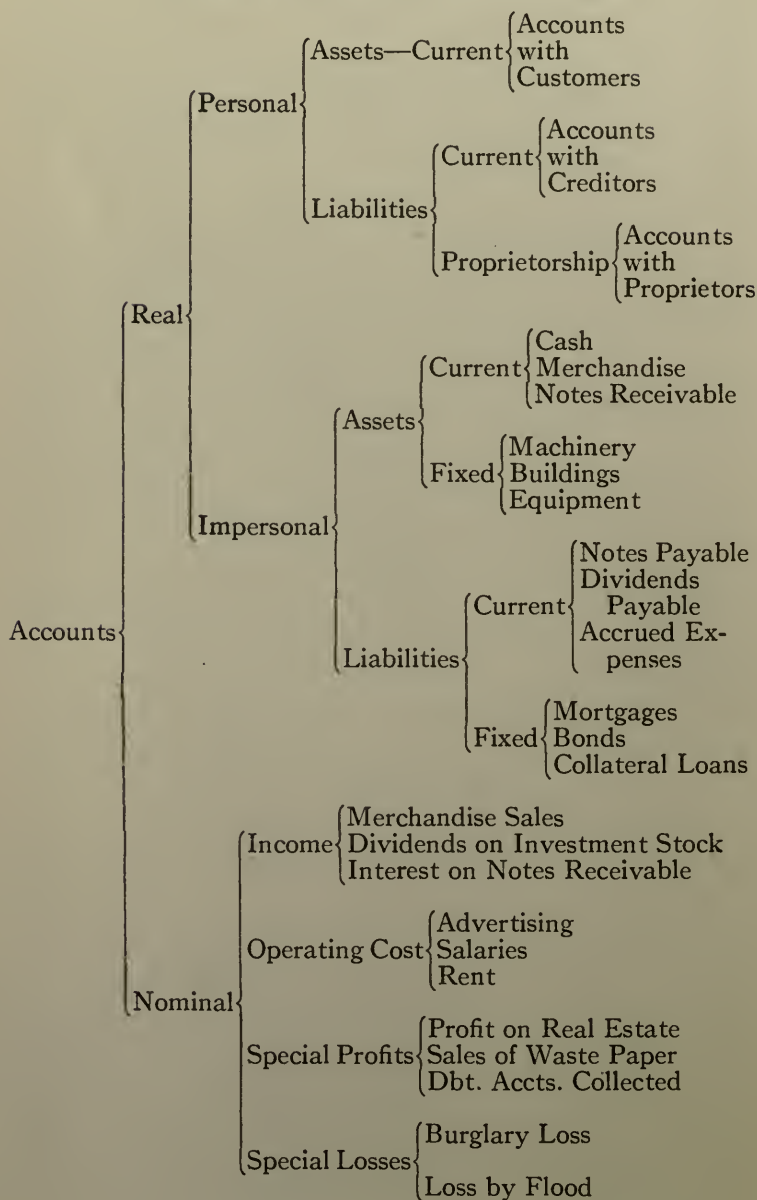 Accounts
with
Customers
Assets—Current
Personal
Accounts
with
Creditors
Current
Liabilities
Accounts
with
Proprietors
Proprietorship
Real
Cash
Merchandise
Notes Receivable
Current
Assets
Machinery
Buildings
Equipment
Fixed
Impersonal
Notes Payable
Dividends
Payable
Accrued Ex-
penses
Current
Accounts
Liabilities
Mortgages
Bonds
Collateral Loans
Fixed
Merchandise Sales
Income
Dividends on Investment Stock
Interest on Notes Receivable
Advertising
Operating Cost
Salaries
Rent
Nominal
Profit on Real Estate
Special Profits
Sales of Waste Paper
Dbt. Accts. Collected
Burglary Loss
Special Losses
Loss by Flood